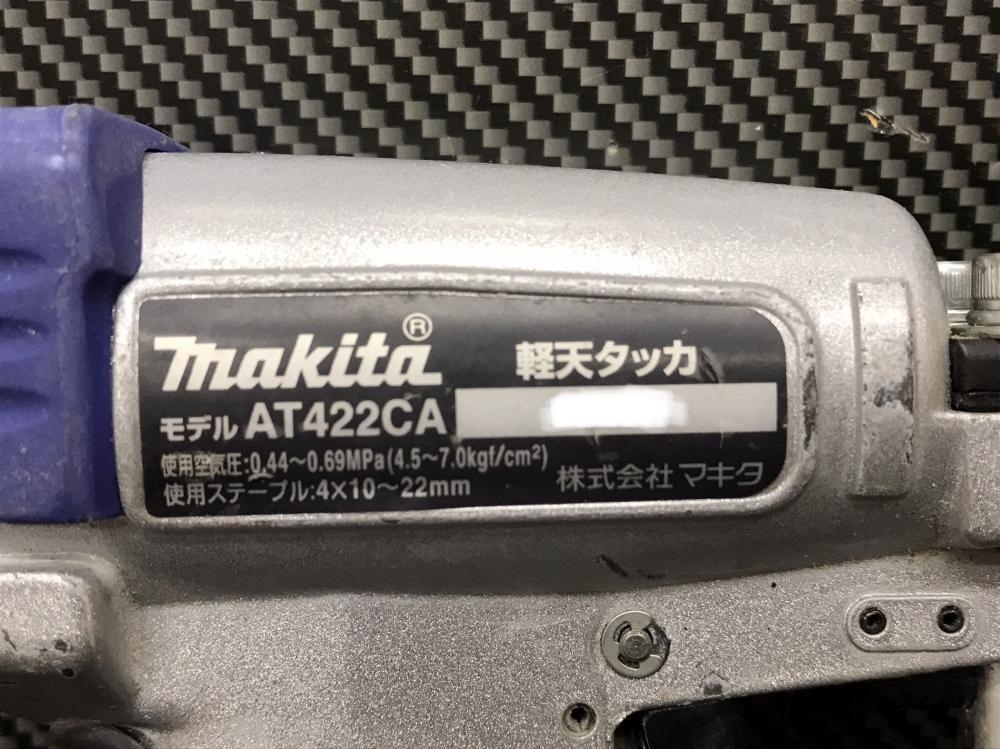 makita®
軽天タッカ
モデル AT422CA
使用空気圧:0.44～0.69MPa(4.5～7.0kgf/cm²)
使用ステープル:4×10～22mm
株式会社 マキタ